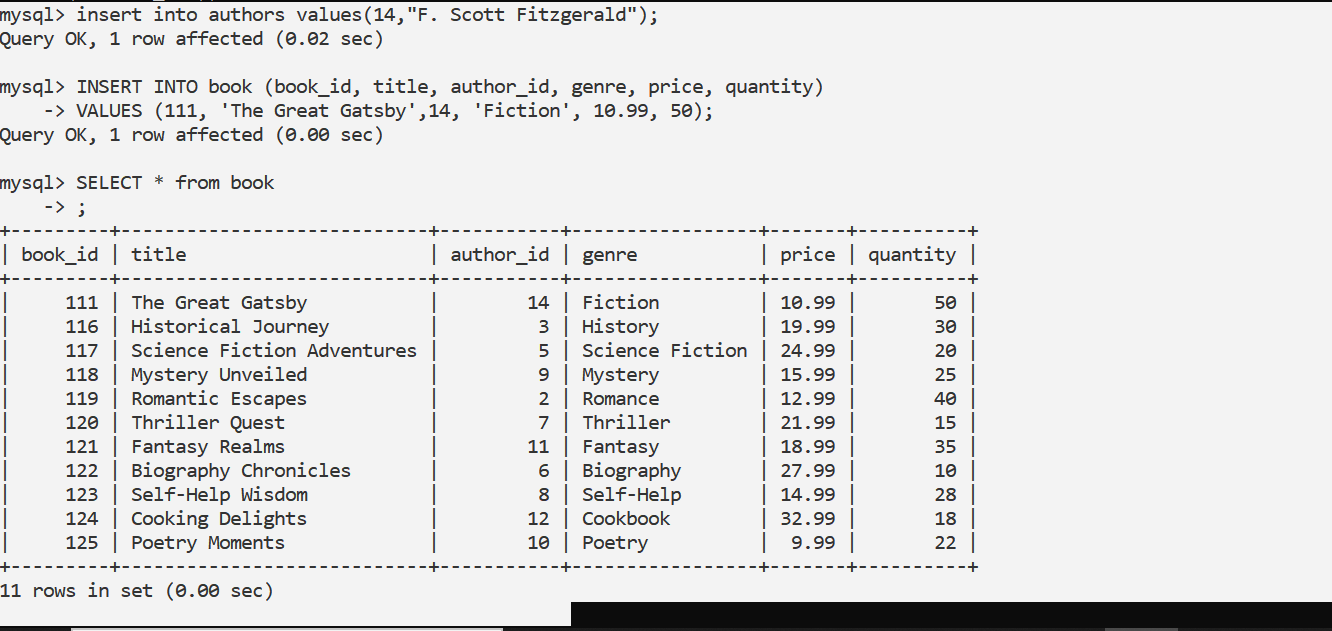 mysql> insert into authors values(14,"F. Scott Fitzgerald");
Query OK, 1 row affected (0.02 sec)

mysql> INSERT INTO book (book_id, title, author_id, genre, price, quantity)
    -> VALUES (111, 'The Great Gatsby',14, 'Fiction', 10.99, 50);
Query OK, 1 row affected (0.00 sec)

mysql> SELECT * from book
    -> ;
+---------+----------------------------+-----------+-----------------+-------+----------+
| book_id | title                      | author_id | genre           | price | quantity |
+---------+----------------------------+-----------+-----------------+-------+----------+
|     111 | The Great Gatsby           |        14 | Fiction         | 10.99 |       50 |
|     116 | Historical Journey         |         3 | History         | 19.99 |       30 |
|     117 | Science Fiction Adventures |         5 | Science Fiction | 24.99 |       20 |
|     118 | Mystery Unveiled           |         9 | Mystery         | 15.99 |       25 |
|     119 | Romantic Escapes           |         2 | Romance         | 12.99 |       40 |
|     120 | Thriller Quest             |         7 | Thriller        | 21.99 |       15 |
|     121 | Fantasy Realms             |        11 | Fantasy         | 18.99 |       35 |
|     122 | Biography Chronicles       |         6 | Biography       | 27.99 |       10 |
|     123 | Self-Help Wisdom           |         8 | Self-Help       | 14.99 |       28 |
|     124 | Cooking Delights           |        12 | Cookbook        | 32.99 |       18 |
|     125 | Poetry Moments             |        10 | Poetry          |  9.99 |       22 |
+---------+----------------------------+-----------+-----------------+-------+----------+
11 rows in set (0.00 sec)